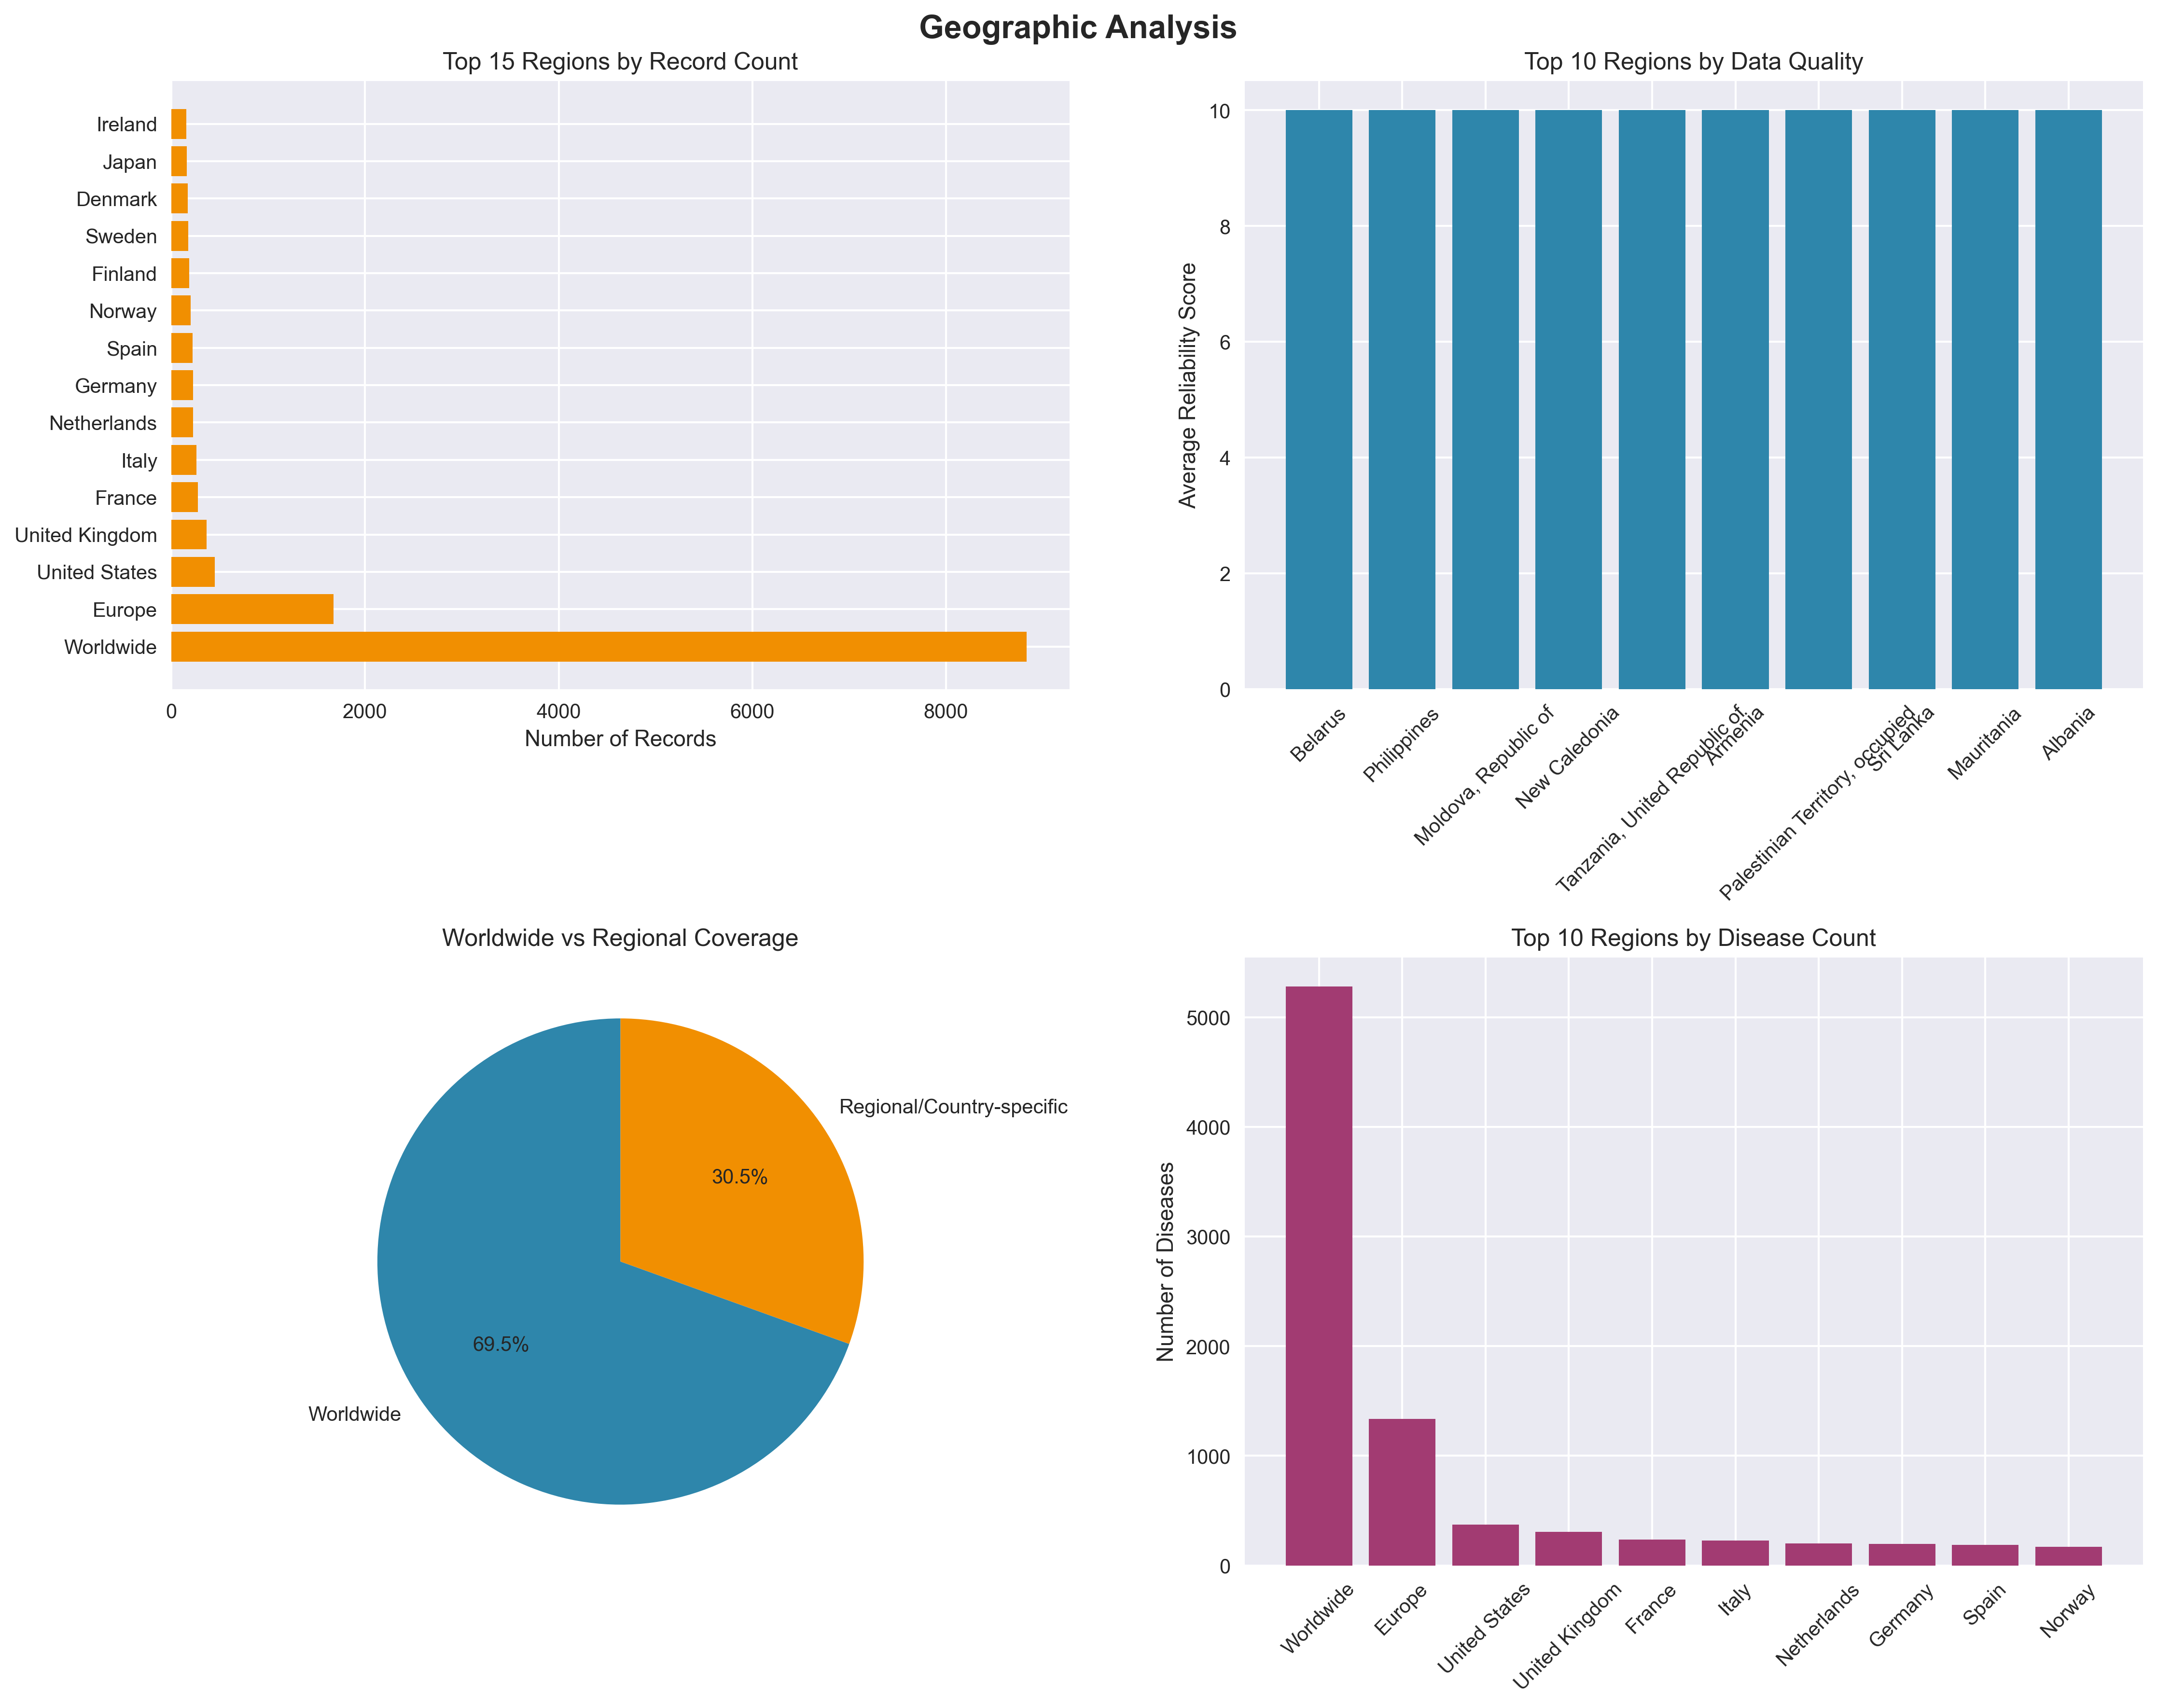 Geographic Analysis
Top 15 Regions by Record Count
Ireland
Japan
Denmark
Sweden
Finland
Norway
Spain
Germany
Netherlands
Italy
France
United Kingdom
United States
Europe
Worldwide
0 2000 4000 6000 8000
Number of Records
Top 10 Regions by Data Quality
Average Reliability Score
10
8
6
4
2
0
Belarus
Philippines
Moldova, Republic of
New Caledonia
Tanzania, United Republic of
Armenia
Palestinian Territory, occupied
Sri Lanka
Mauritania
Albania
Worldwide vs Regional Coverage
Regional/Country-specific
30.5%
69.5%
Worldwide
Top 10 Regions by Disease Count
Number of Diseases
5000
4000
3000
2000
1000
0
Worldwide
Europe
United States
United Kingdom
France
Italy
Netherlands
Germany
Spain
Norway